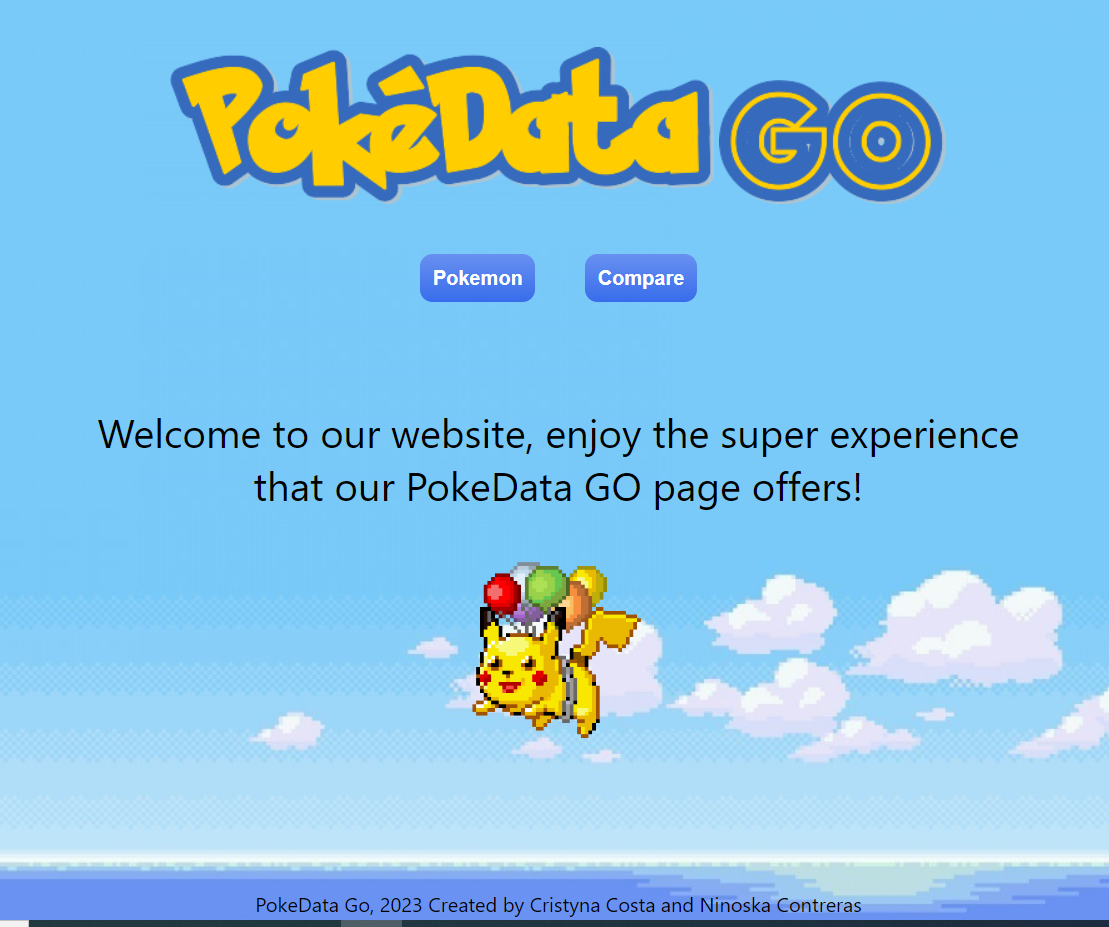 PokéData GO
Pokemon
Compare
Welcome to our website, enjoy the super experience
that our PokeData GO page offers!
PokeData Go, 2023 Created by Cristyna Costa and Ninoska Contreras